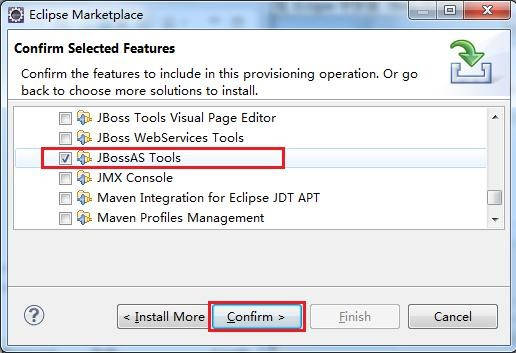 Eclipse Marketplace
Confirm Selected Features
Confirm the features to include in this provisioning operation. Or go
back to choose more solutions to install.
JBoss Tools Visual Page Editor
JBoss WebServices Tools
JBossAS Tools
JMX Console
Maven Integration for Eclipse JDT APT
Maven Profiles Management
? < Install More Confirm > Finish Cancel